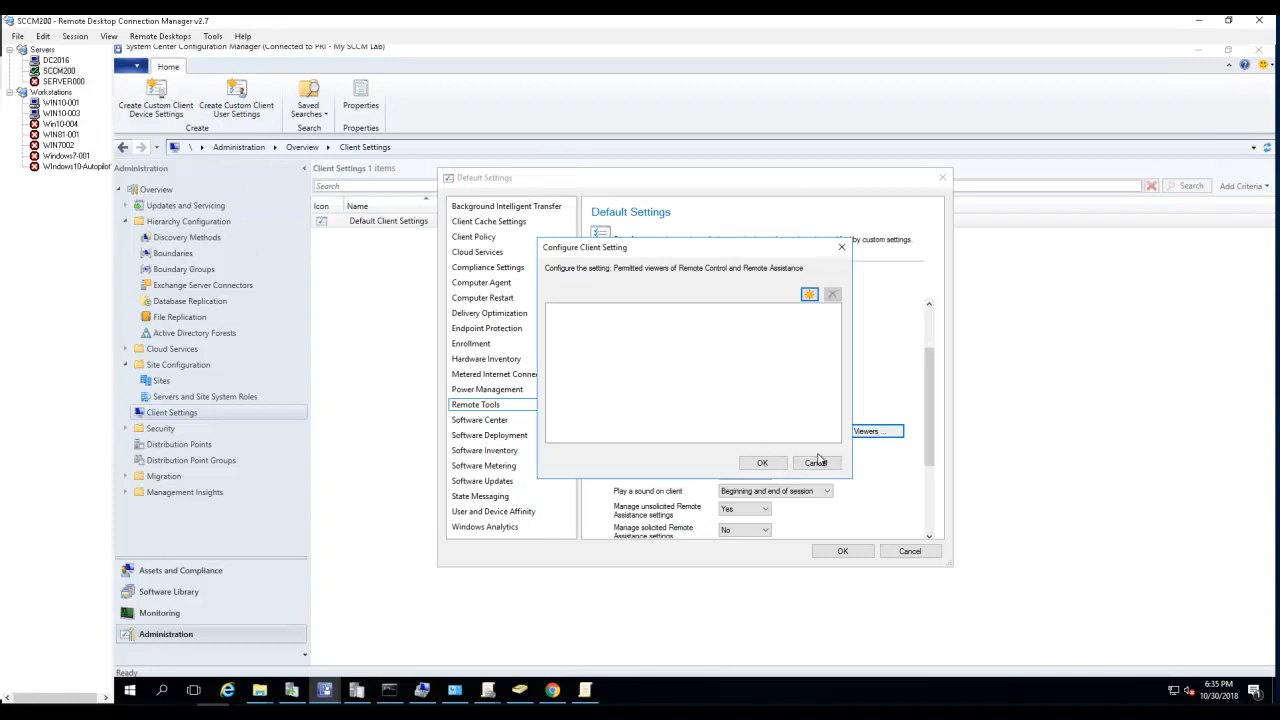 SCCM200 - Remote Desktop Connection Manager v2.7
File Edit Session View Remote Desktops Tools Help
Servers
DC2016
SCCM200
SERVER000
Workstations
WIN10-001
WIN10-003
Win10-004
WIN81-001
WIN7002
Windows7-001
Windows10-Autopilot
System Center Configuration Manager (Connected to PRI - My SCCM Lab)
Home
Create Custom Client
Device Settings
Create Custom Client
User Settings
Saved
Searches
Properties
Create
Search
Properties
\ Administration Overview Client Settings
Administration
Overview
Updates and Servicing
Hierarchy Configuration
Discovery Methods
Boundaries
Boundary Groups
Exchange Server Connectors
Database Replication
File Replication
Active Directory Forests
Cloud Services
Site Configuration
Sites
Servers and Site System Roles
Client Settings
Security
Distribution Points
Distribution Point Groups
Migration
Management Insights
Assets and Compliance
Software Library
Monitoring
Administration
Ready
Client Settings 1 items
Search
Search
Add Criteria
Icon Name
Default Client Settings
Default Settings
Background Intelligent Transfer
Client Cache Settings
Client Policy
Cloud Services
Compliance Settings
Computer Agent
Computer Restart
Delivery Optimization
Endpoint Protection
Enrollment
Hardware Inventory
Metered Internet Conne
Power Management
Remote Tools
Software Center
Software Deployment
Software Inventory
Software Metering
Software Updates
State Messaging
User and Device Affinity
Windows Analytics
Default Settings
by custom settings.
Configure Client Setting
Configure the setting: Permitted viewers of Remote Control and Remote Assistance
OK
Cancel
Viewers ...
Play a sound on client
Beginning and end of session
Manage unsolicited Remote
Assistance settings
Yes
Manage solicited Remote
Assistance settings
No
OK
Cancel
6:35 PM
10/30/2018